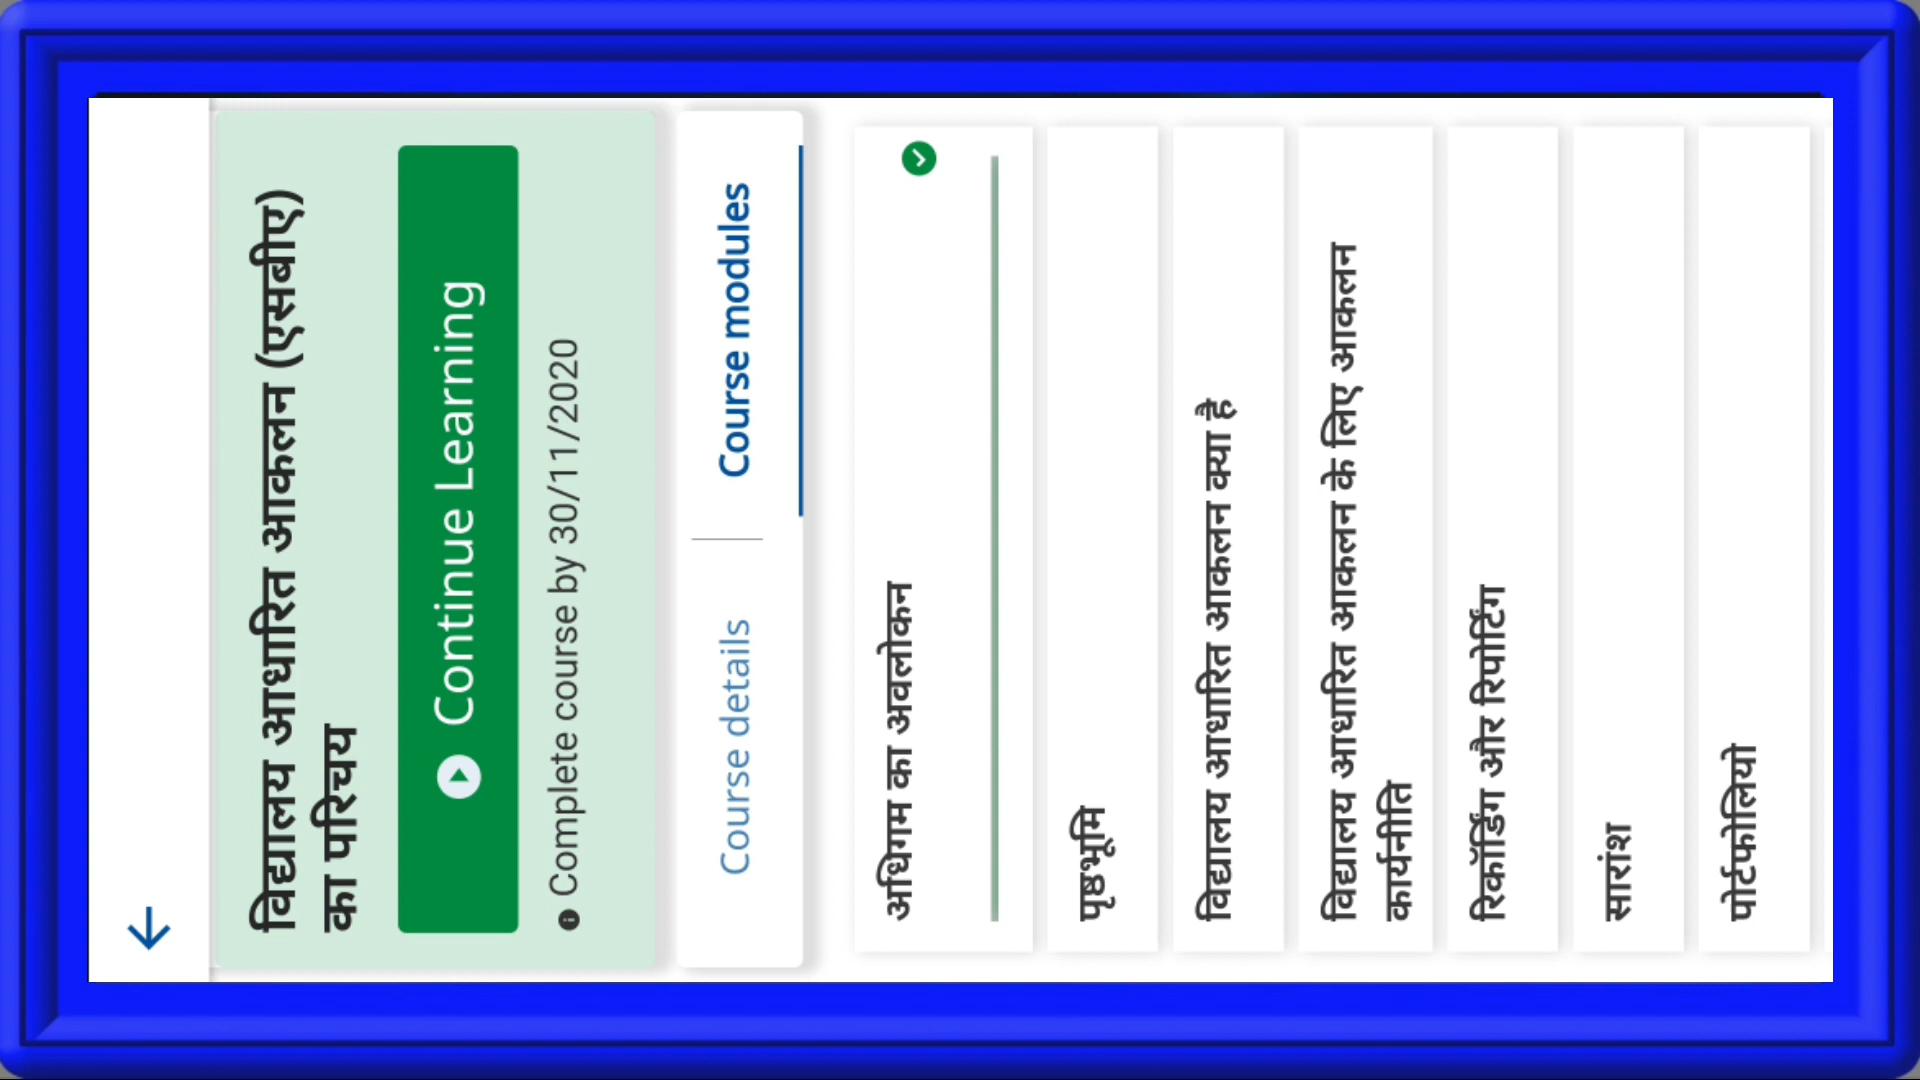 विद्यालय आधारित आकलन (एसबीए)
का परिचय
Continue Learning
Complete course by 30/11/2020
Course details
Course modules
अधिगम का अवलोकन
पृष्ठभूमि
विद्यालय आधारित आकलन क्या है
विद्यालय आधारित आकलन के लिए आकलन
कार्यनीति
रिकॉर्डिंग और रिपोर्टिंग
सारांश
पोर्टफोलियो